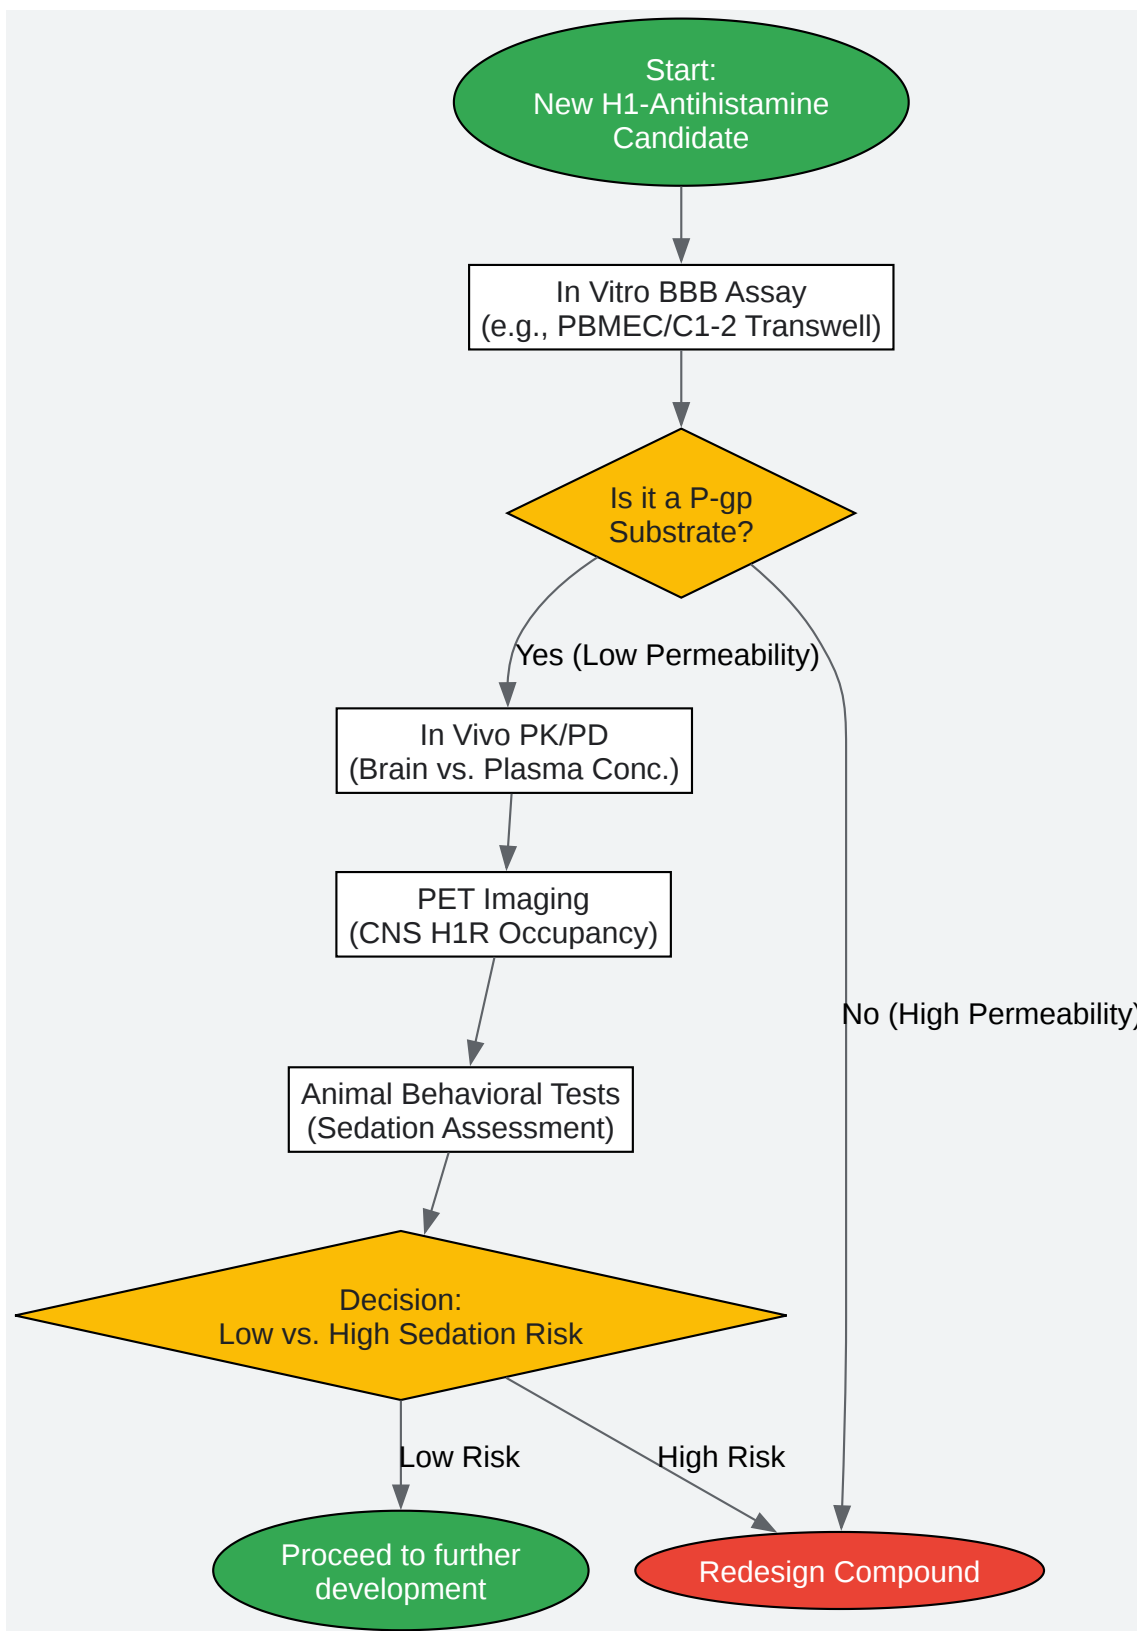 Start:
New H1-Antihistamine
Candidate
In Vitro BBB Assay
(e.g., PBMEC/C1-2 Transwell)
Is it a P-gp
Substrate?
Yes (Low Permeability)
In Vivo PK/PD
(Brain vs. Plasma Conc.)
PET Imaging
(CNS H1R Occupancy)
No (High Permeability)
Animal Behavioral Tests
(Sedation Assessment)
Decision:
Low vs. High Sedation Risk
Low Risk
High Risk
Proceed to further
development
Redesign Compound